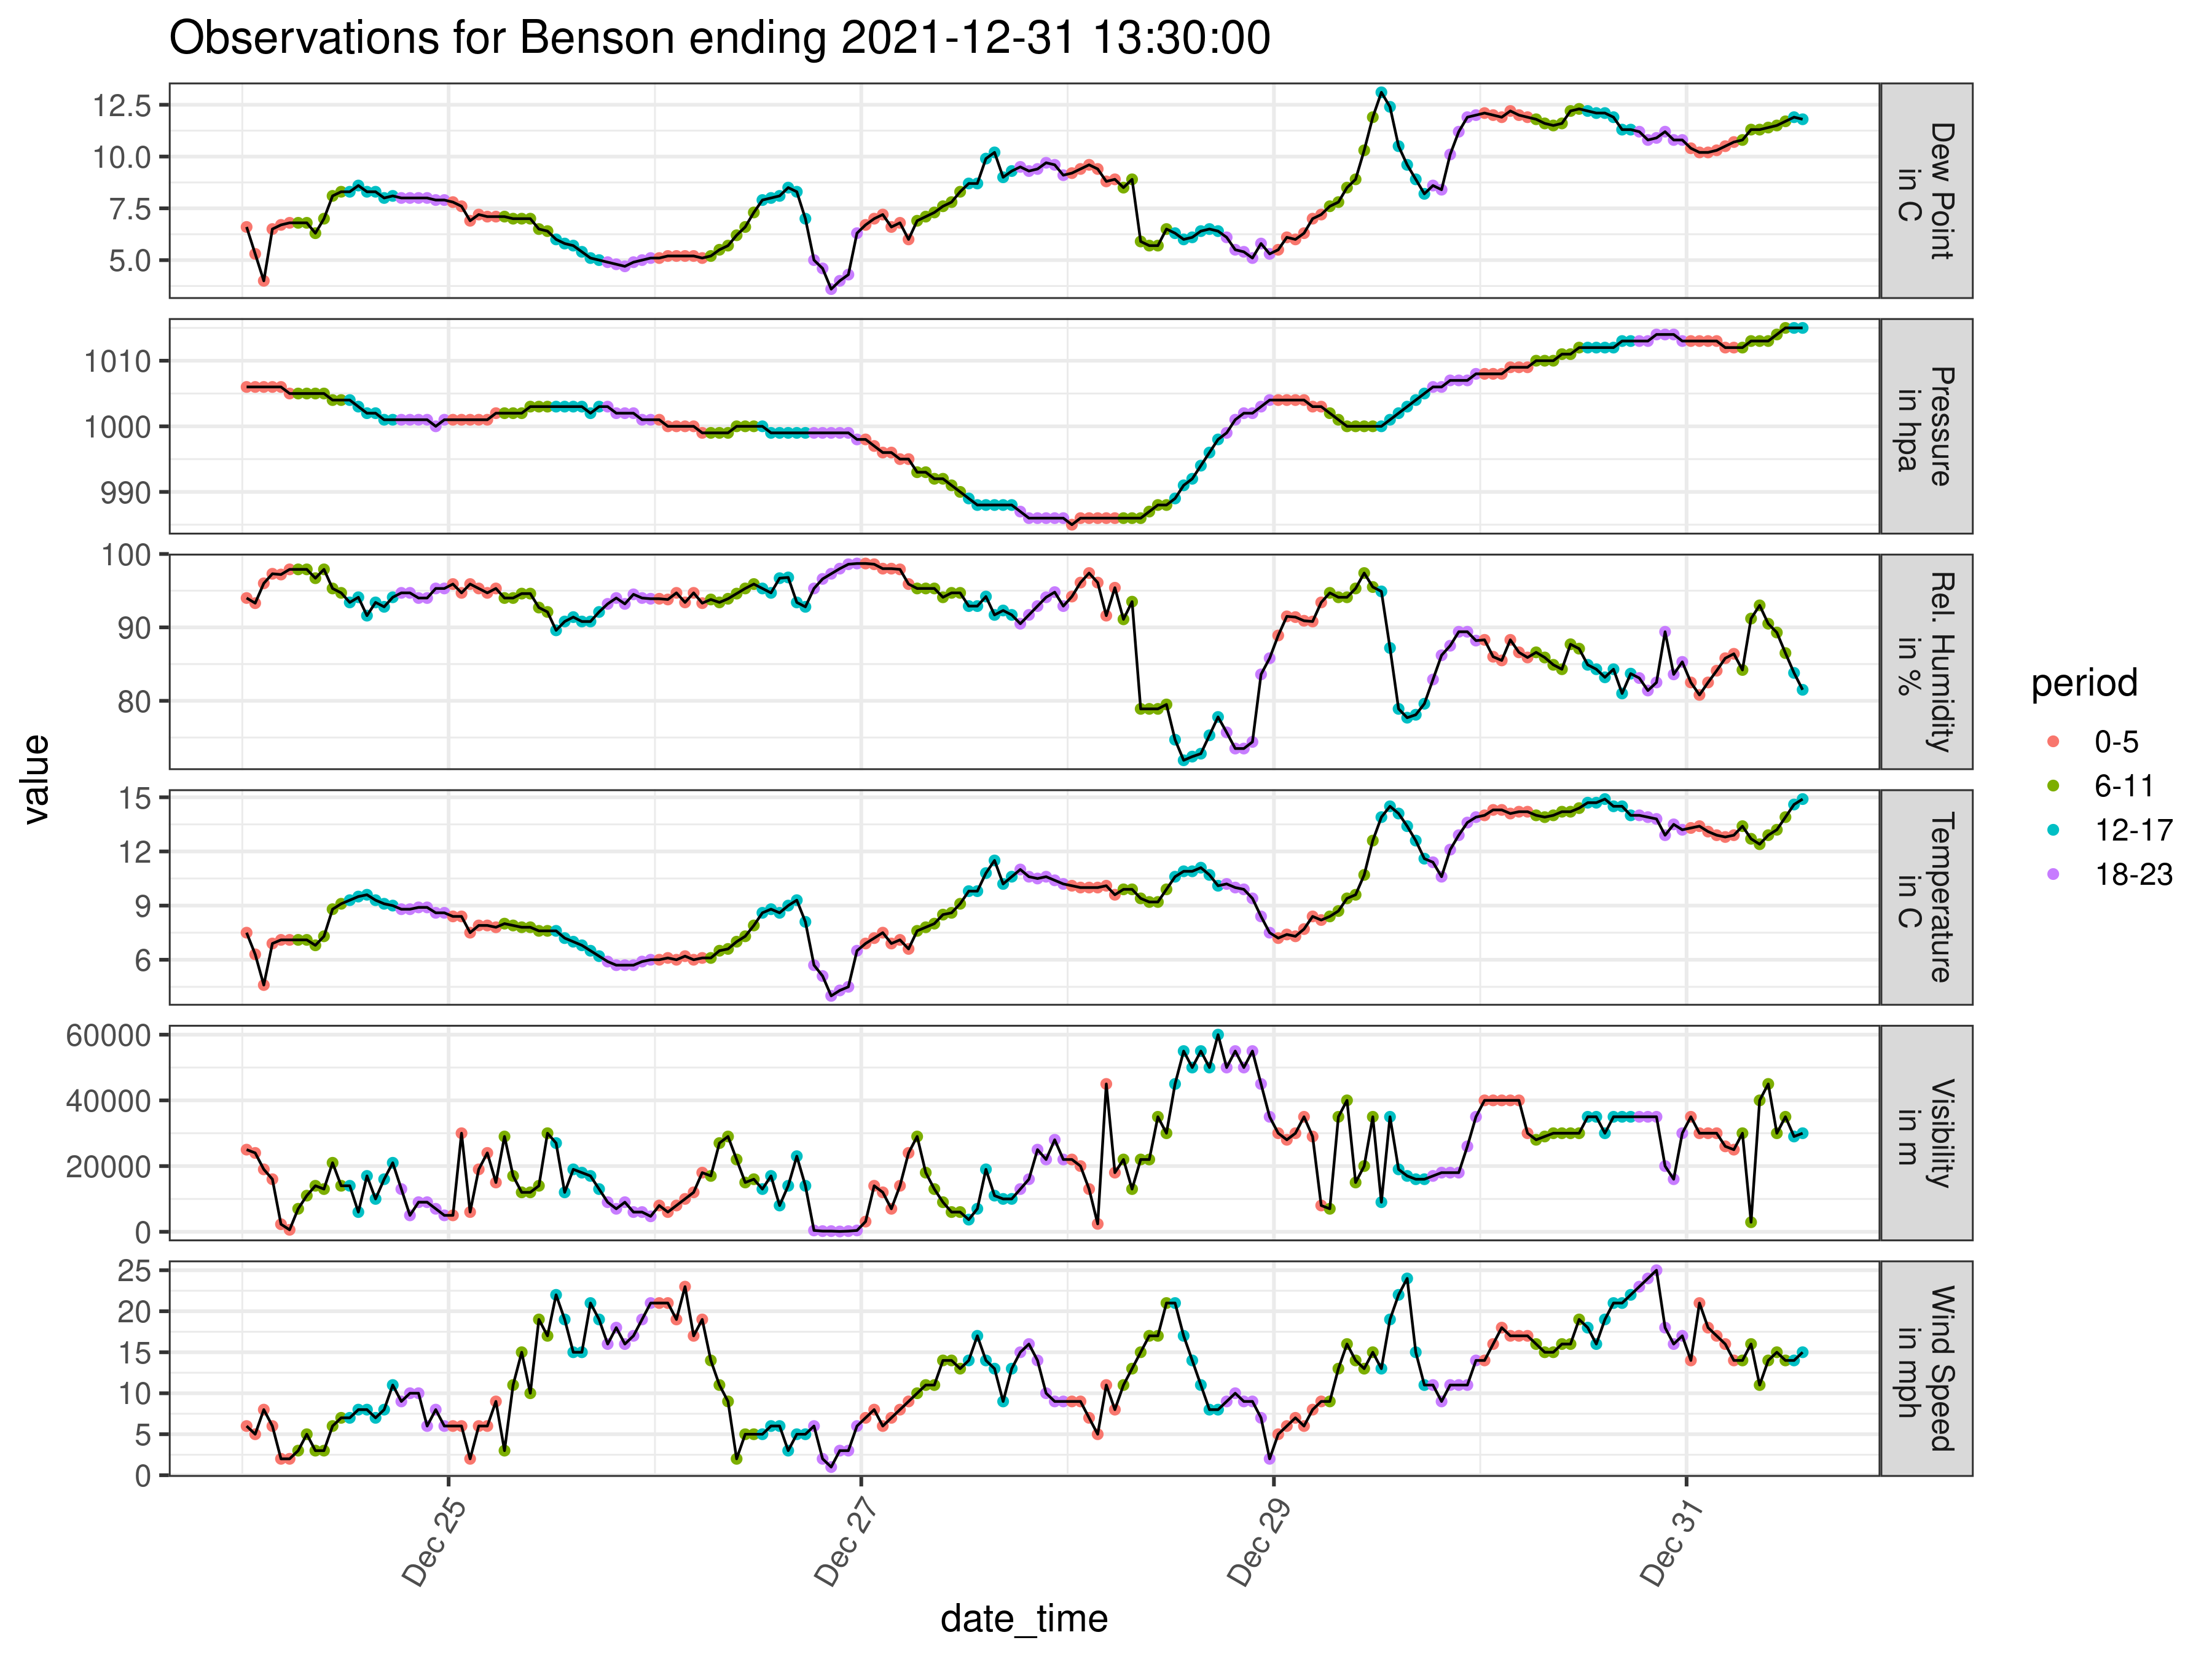 Observations for Benson ending 2021-12-31 13:30:00
12.5
10.0
7.5
5.0
Dew Point
in C
1010
1000
990
Pressure
in hpa
100
90
80
Rel. Humidity
in %
15
12
9
6
Temperature
in C
60000
40000
20000
0
Visibility
in m
25
20
15
10
5
0
Wind Speed
in mph
value
Dec 25
Dec 27
Dec 29
Dec 31
date_time
period
0-5
6-11
12-17
18-23